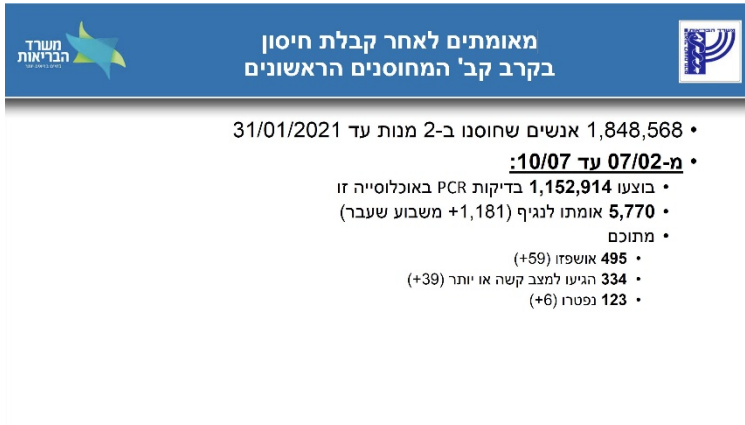 משרד
הבריאות
מאומתים לאחר קבלת חיסון
בקרב קב' המחוסנים הראשונים
משרד הבריאות
• 1,848,568 אנשים שחוסנו ב-2 מנות עד 31/01/2021
• מ-07/02 עד 10/07:
• בוצעו 1,152,914 בדיקות PCR באוכלוסייה זו
• 5,770 אומתו לנגיף (1,181+ משבוע שעבר)
• מתוכם
• 495 אושפזו (59+)
• 334 הגיעו למצב קשה או יותר (39+)
• 123 נפטרו (6+)